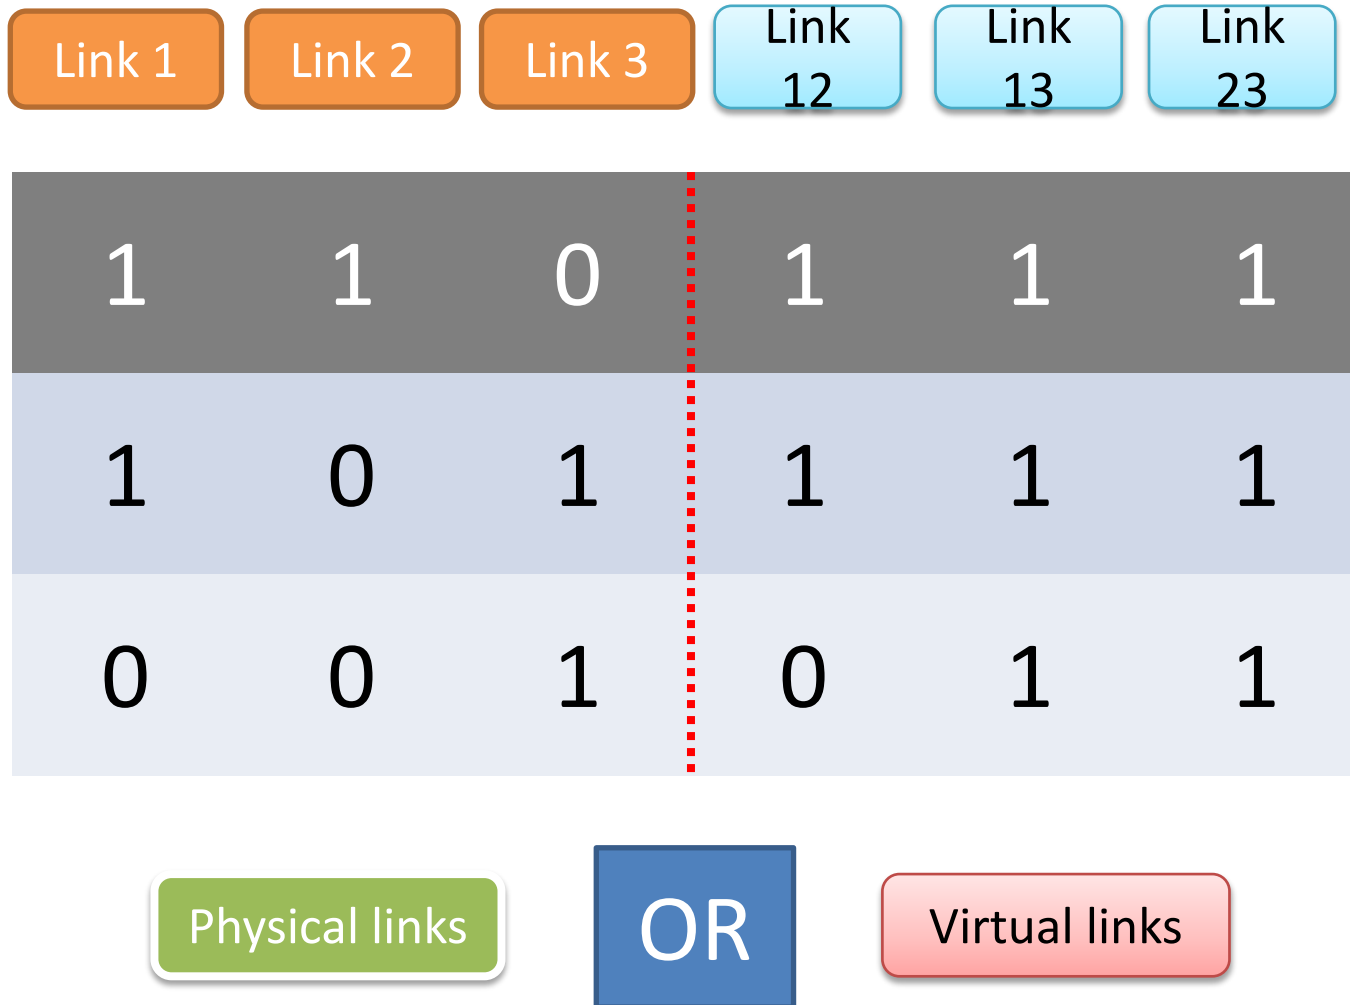 Link 1 Link 2 Link 3 Link 12 Link 13 Link 23
1 1 0 1 1 1
1 0 1 1 1 1
0 0 1 0 1 1
Physical links OR Virtual links